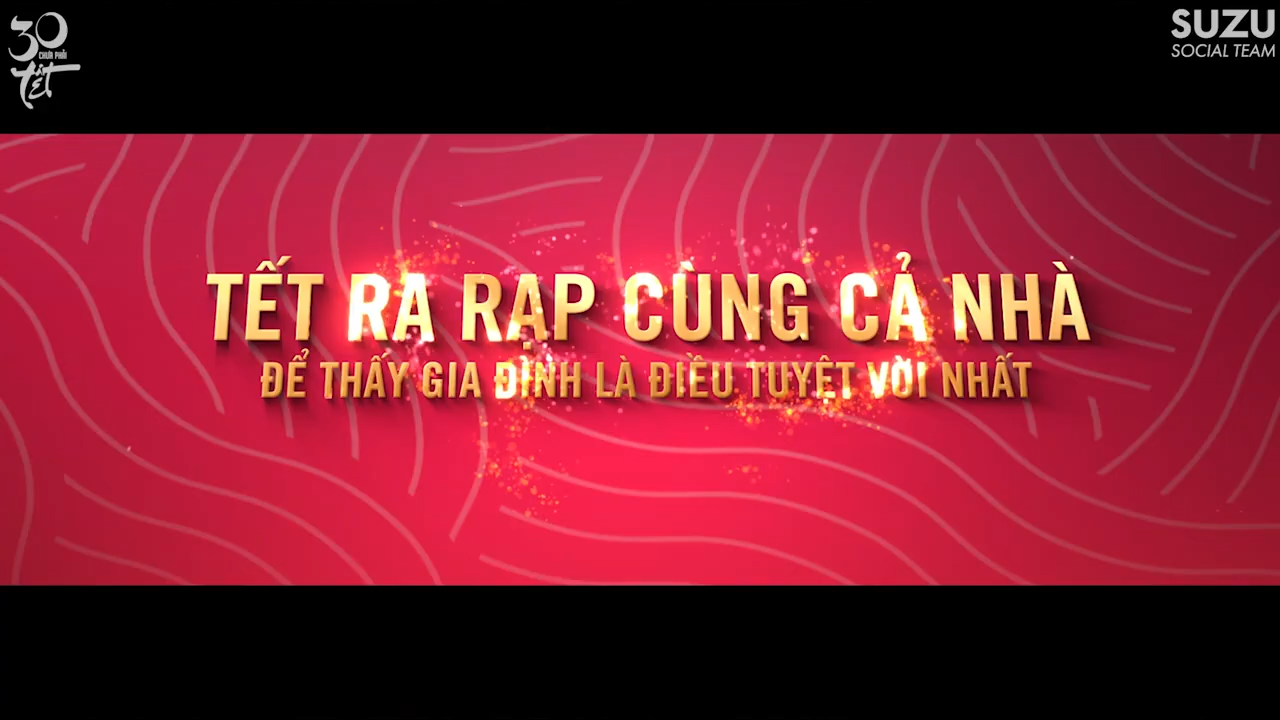 30
CHƯA PHẢI
TẾT
SUZU
SOCIAL TEAM
TẾT RA RẠP CÙNG CẢ NHÀ
ĐỂ THẤY GIA ĐÌNH LÀ ĐIỀU TUYỆT VỜI NHẤT